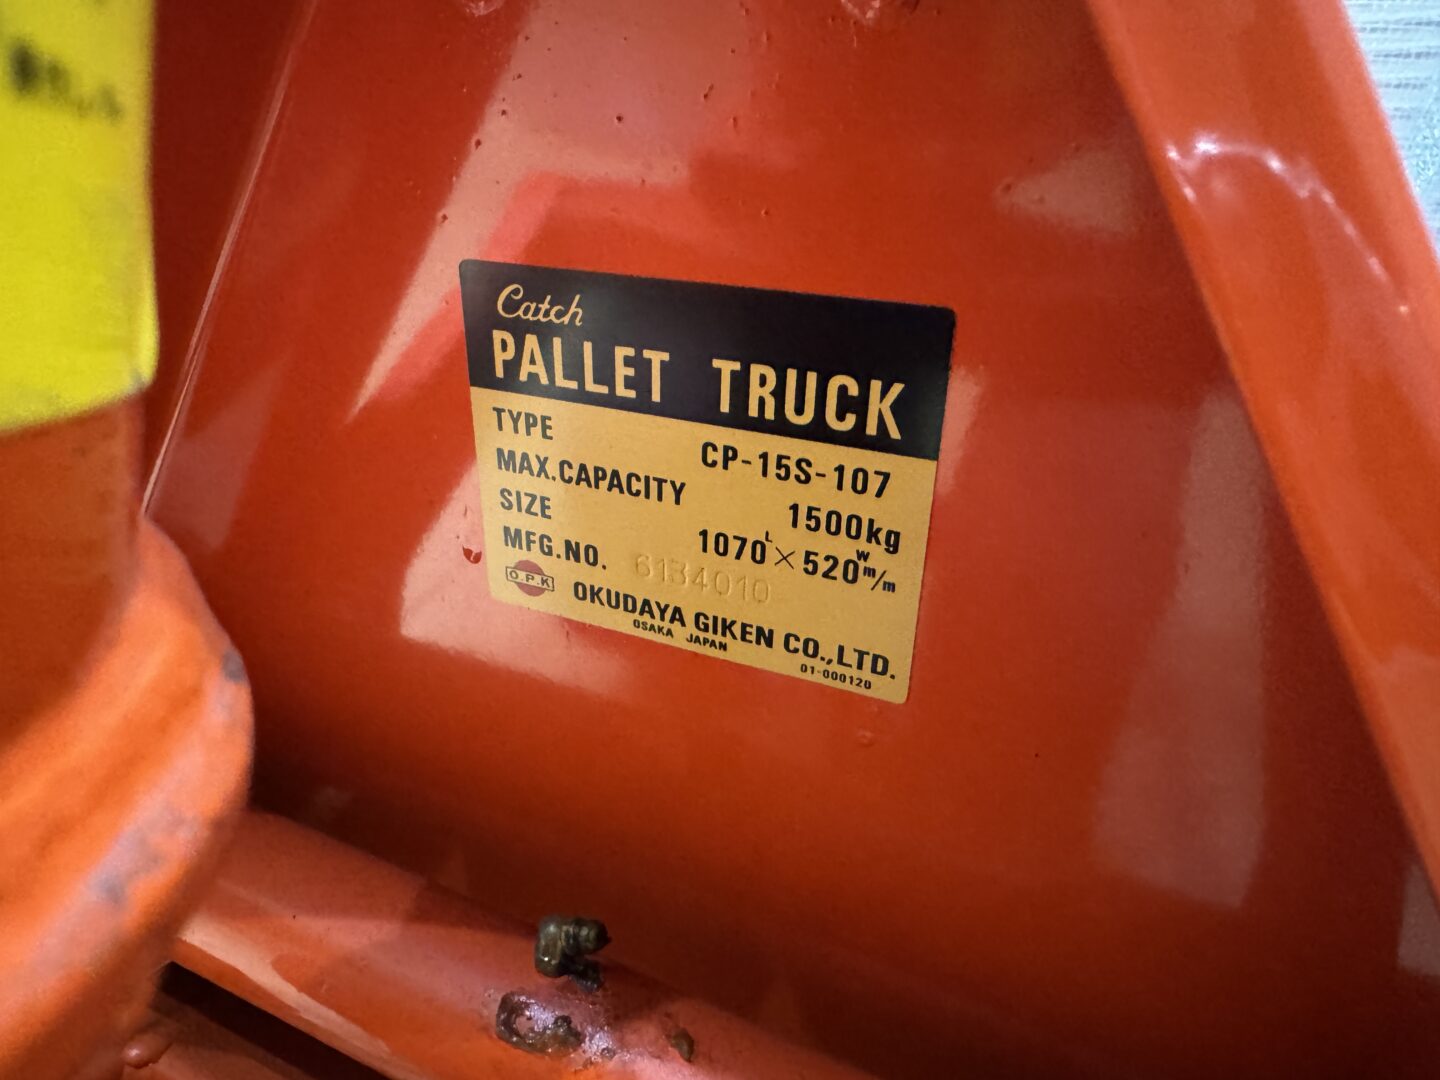 Catch
PALLET TRUCK
TYPE CP-15S-107
MAX.CAPACITY 1500kg
SIZE 1070L×520W m/m
MFG.NO. 6134010
O.P.K OKUDAYA GIKEN CO.,LTD.
OSAKA JAPAN
01-000120